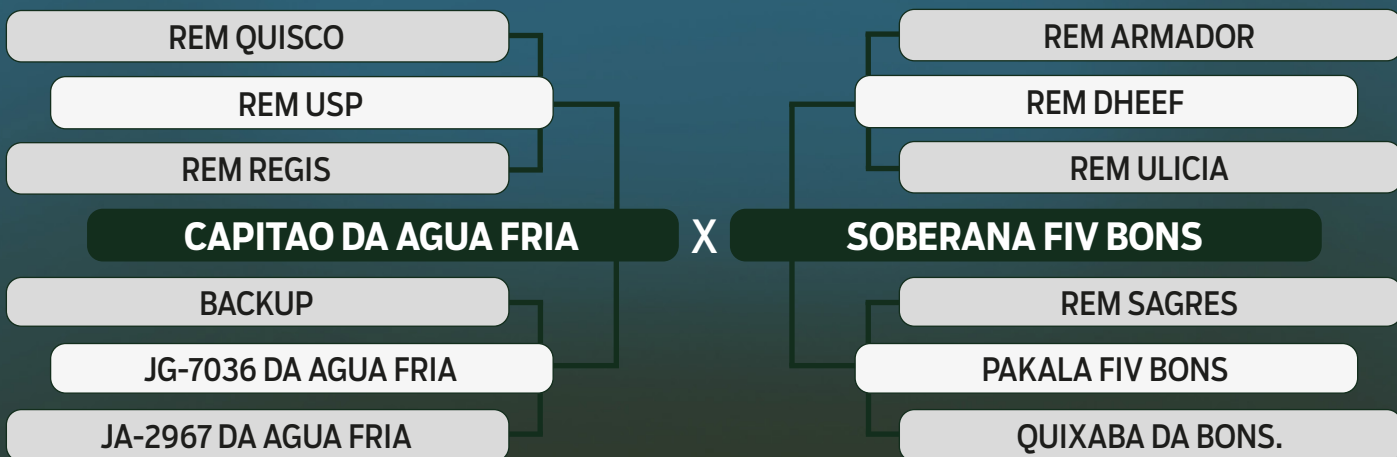 REM QUISCO
REM USP
REM REGIS
CAPITAO DA AGUA FRIA
BACKUP
JG-7036 DA AGUA FRIA
JA-2967 DA AGUA FRIA
X
REM ARMADOR
REM DHEEF
REM ULICIA
SOBERANA FIV BONS
REM SAGRES
PAKALA FIV BONS
QUIXABA DA BONS.